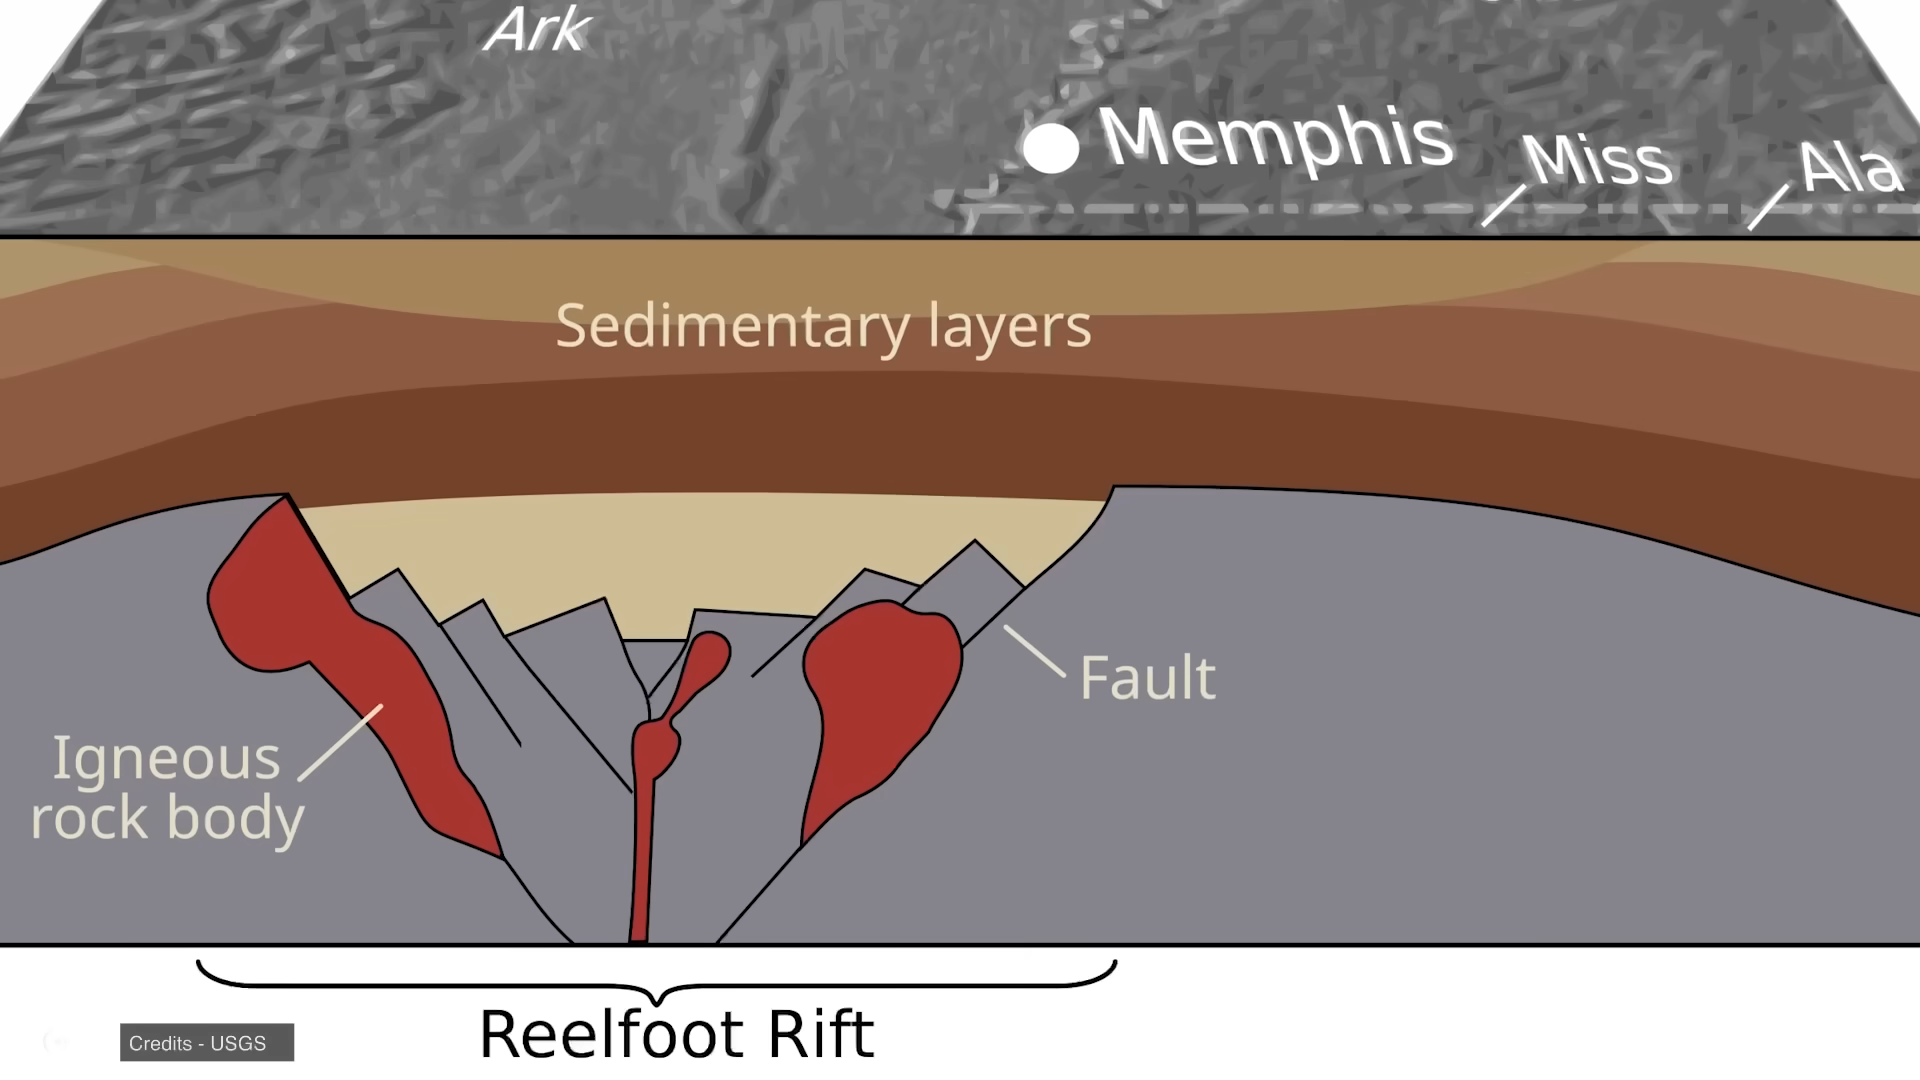 Ark
Memphis
Miss
Ala
Sedimentary layers
Fault
Igneous
rock body
Reelfoot Rift
Credits - USGS